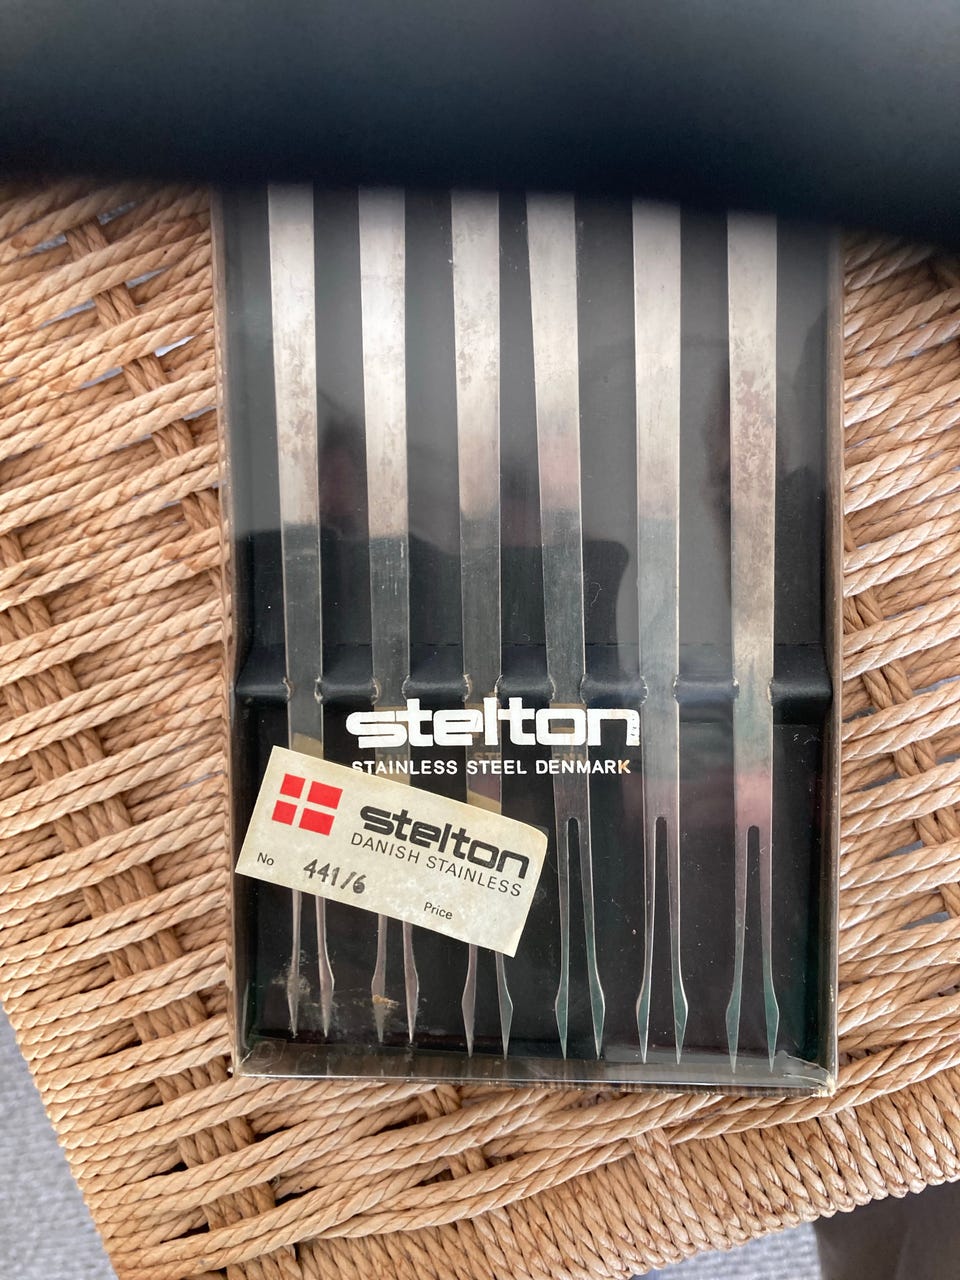 stelton
STAINLESS STEEL DENMARK
stelton
DANISH STAINLESS
No 441/6
Price